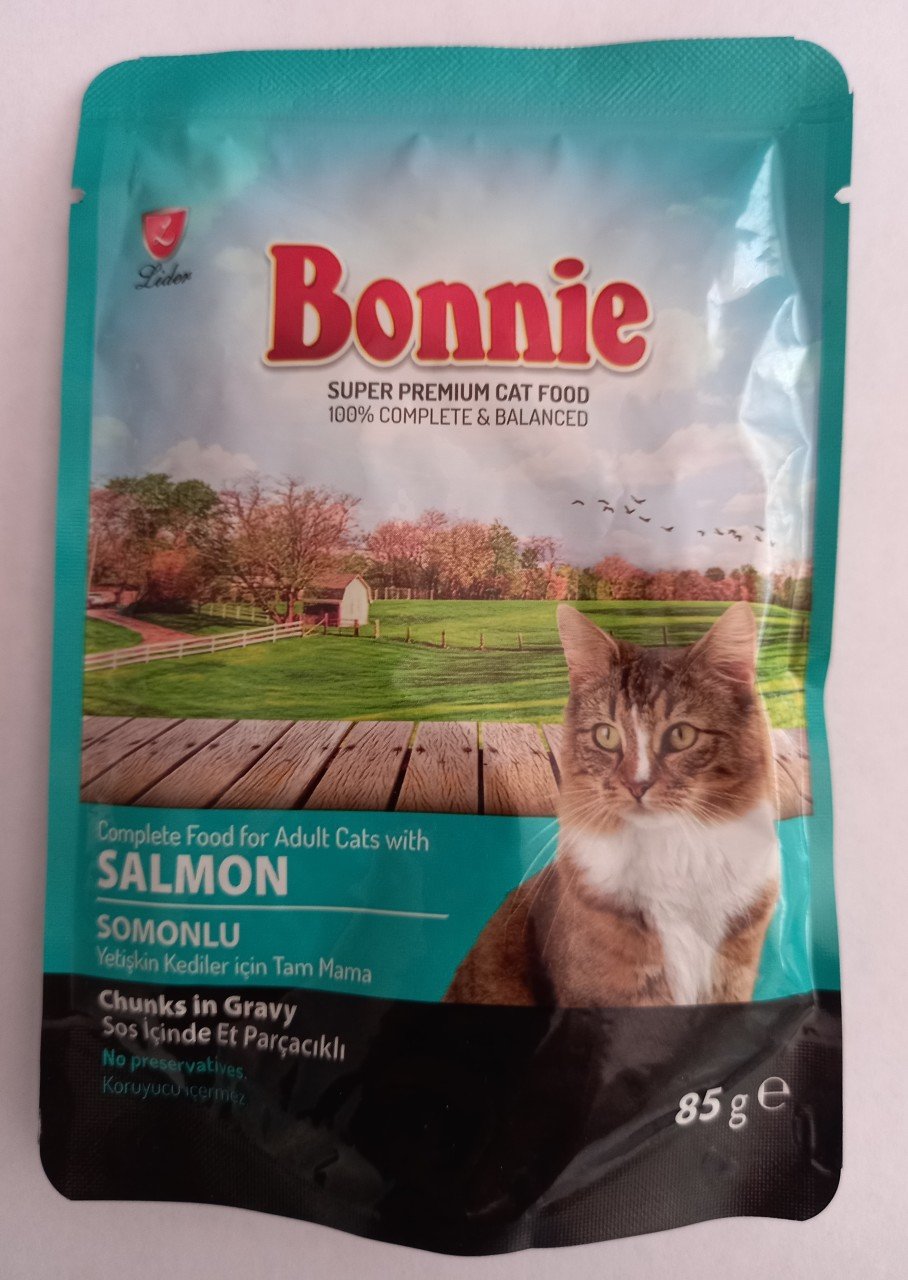 L
Lider
Bonnie
SUPER PREMIUM CAT FOOD
100% COMPLETE & BALANCED
Complete Food for Adult Cats with
SALMON
SOMONLU
Yetişkin Kediler için Tam Mama
Chunks in Gravy
Sos İçinde Et Parçacıklı
No preservatives.
Koruyucu içermez
85 g ℮